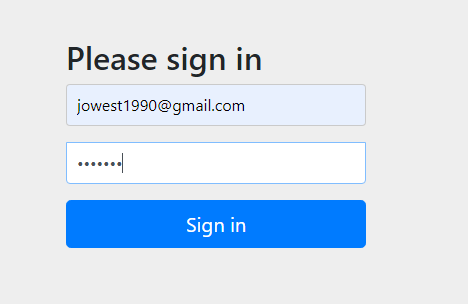 Please sign in
jowest1990@gmail.com
•••••••
Sign in